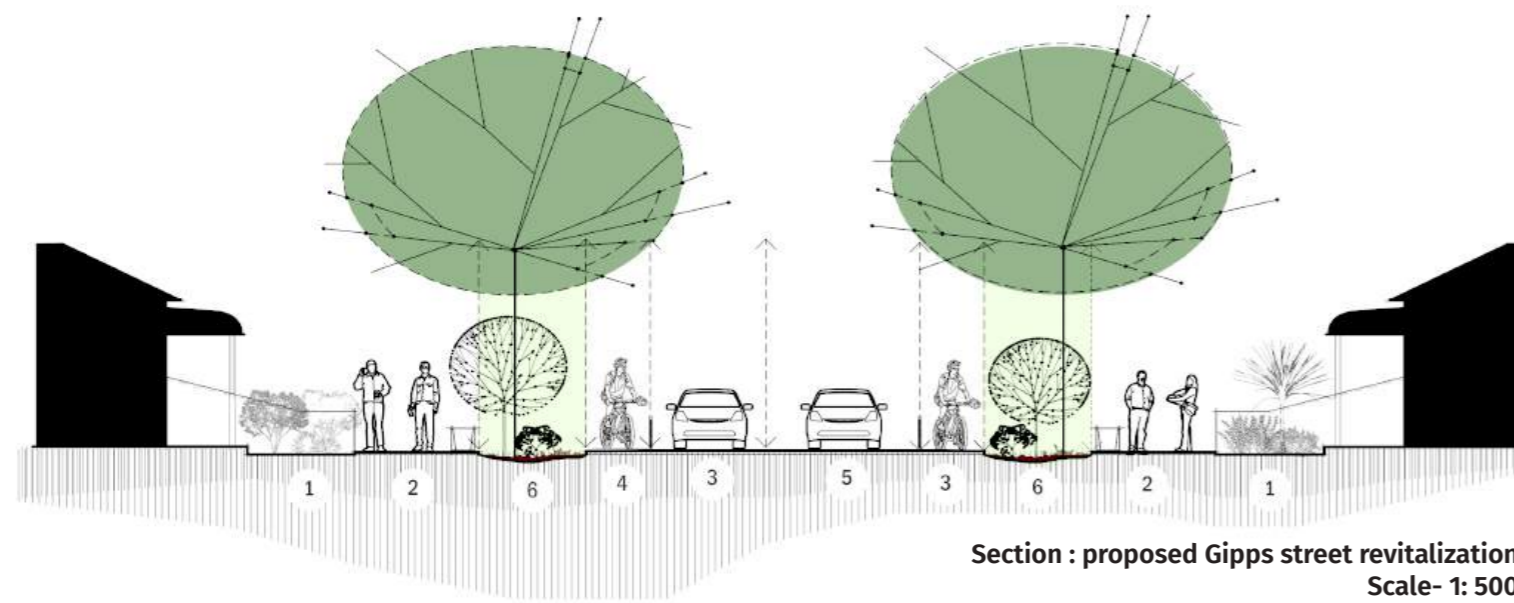 1 2 6 4 3 5 3 6 2 1
Section : proposed Gipps street revitalization
Scale- 1: 500